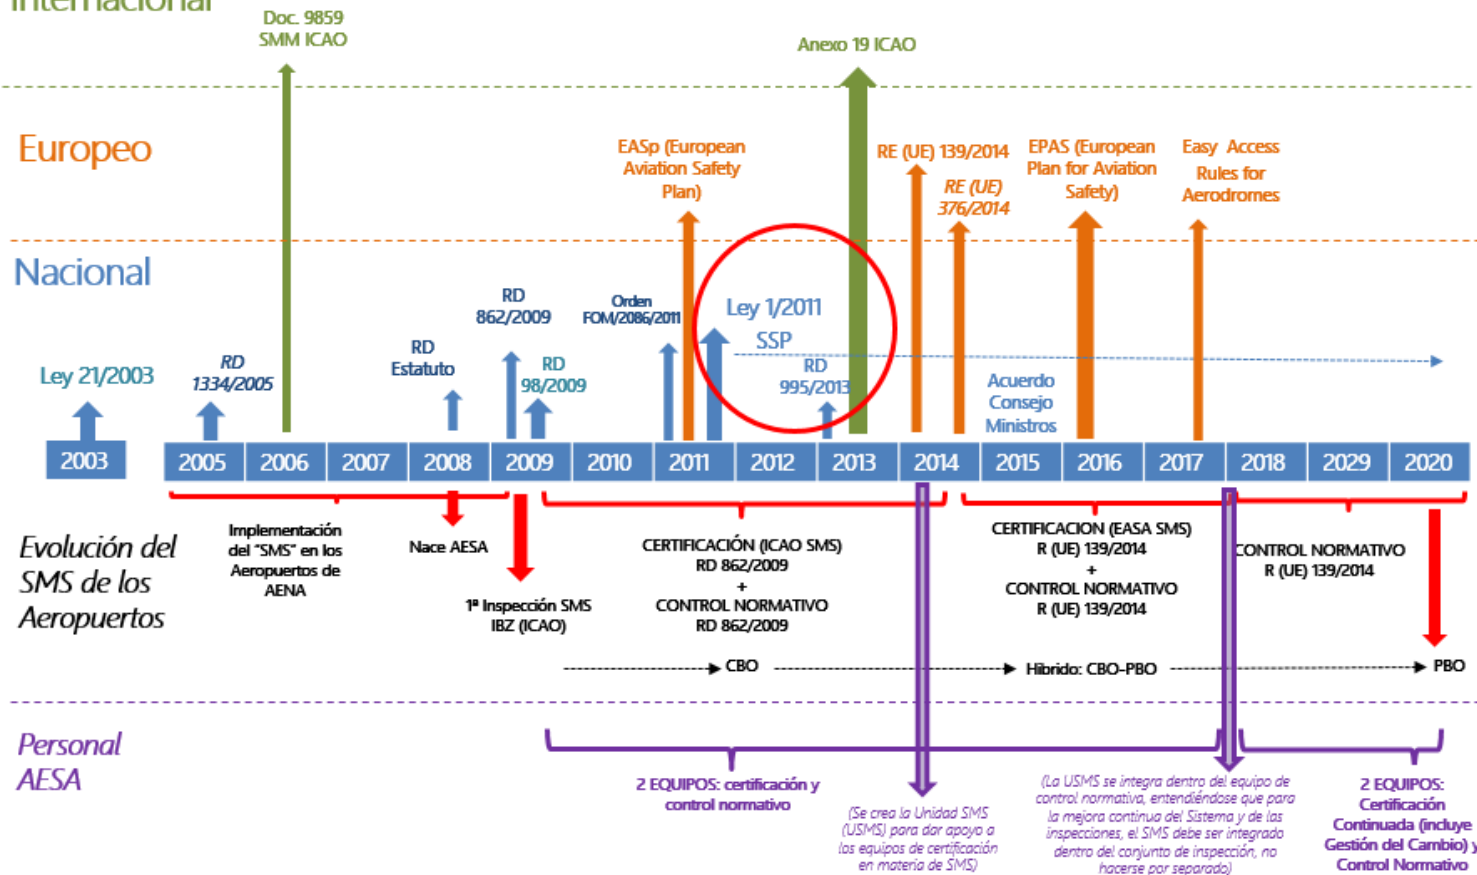 Internacional
Doc. 9859
SMM ICAO
Anexo 19 ICAO
Europeo
EASp (European
Aviation Safety
Plan)
RE (UE) 139/2014
RE (UE)
376/2014
EPAS (European
Plan for Aviation
Safety)
Easy Access
Rules for
Aerodromes
Nacional
Ley 21/2003
RD
1334/2005
RD
Estatuto
RD
862/2009
RD
98/2009
Orden
FOM/2086/2011
Ley 1/2011
SSP
RD
995/2013
Acuerdo
Consejo
Ministros
2003
2005
2006
2007
2008
2009
2010
2011
2012
2013
2014
2015
2016
2017
2018
2029
2020
Evolución del
SMS de los
Aeropuertos
Implementación
del "SMS" en los
Aeropuertos de
AENA
Nace AESA
1ª Inspección SMS
IBZ (ICAO)
CERTIFICACIÓN (ICAO SMS)
RD 862/2009
+
CONTROL NORMATIVO
RD 862/2009
CERTIFICACION (EASA SMS)
R (UE) 139/2014
+
CONTROL NORMATIVO
R (UE) 139/2014
CONTROL NORMATIVO
R (UE) 139/2014
CBO
Hibrido: CBO-PBO
PBO
Personal
AESA
2 EQUIPOS: certificación y
control normativo
(Se crea la Unidad SMS
(USMS) para dar apoyo a
los equipos de certificación
en materia de SMS)
(La USMS se integra dentro del equipo de
control normativa, entendiéndose que para
la mejora continua del Sistema y de las
inspecciones, el SMS debe ser integrado
dentro del conjunto de inspección, no
hacerse por separado)
2 EQUIPOS:
Certificación
Continuada (incluye
Gestión del Cambio) y
Control Normativo